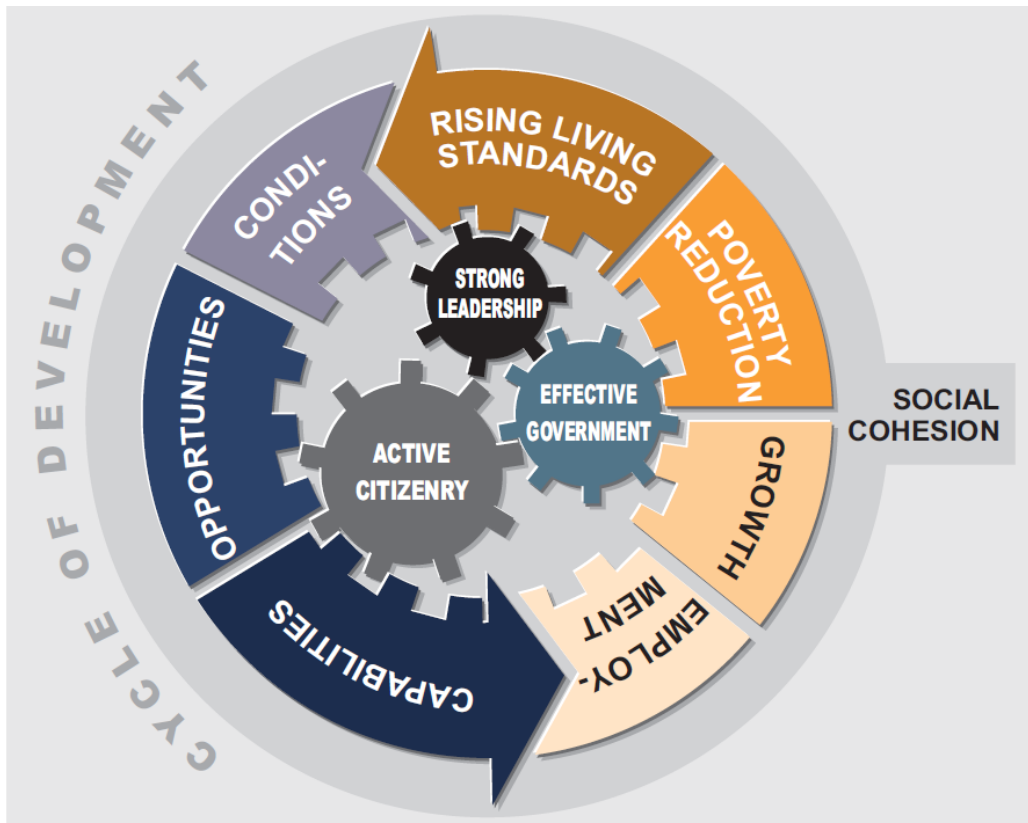 CYCLE OF DEVELOPMENT
RISING LIVING
STANDARDS
POVERTY
REDUCTION
GROWTH
EMPLOY-
MENT
CAPABILITIES
OPPORTUNITIES
CONDI-
TIONS
STRONG
LEADERSHIP
EFFECTIVE
GOVERNMENT
ACTIVE
CITIZENRY
SOCIAL
COHESION